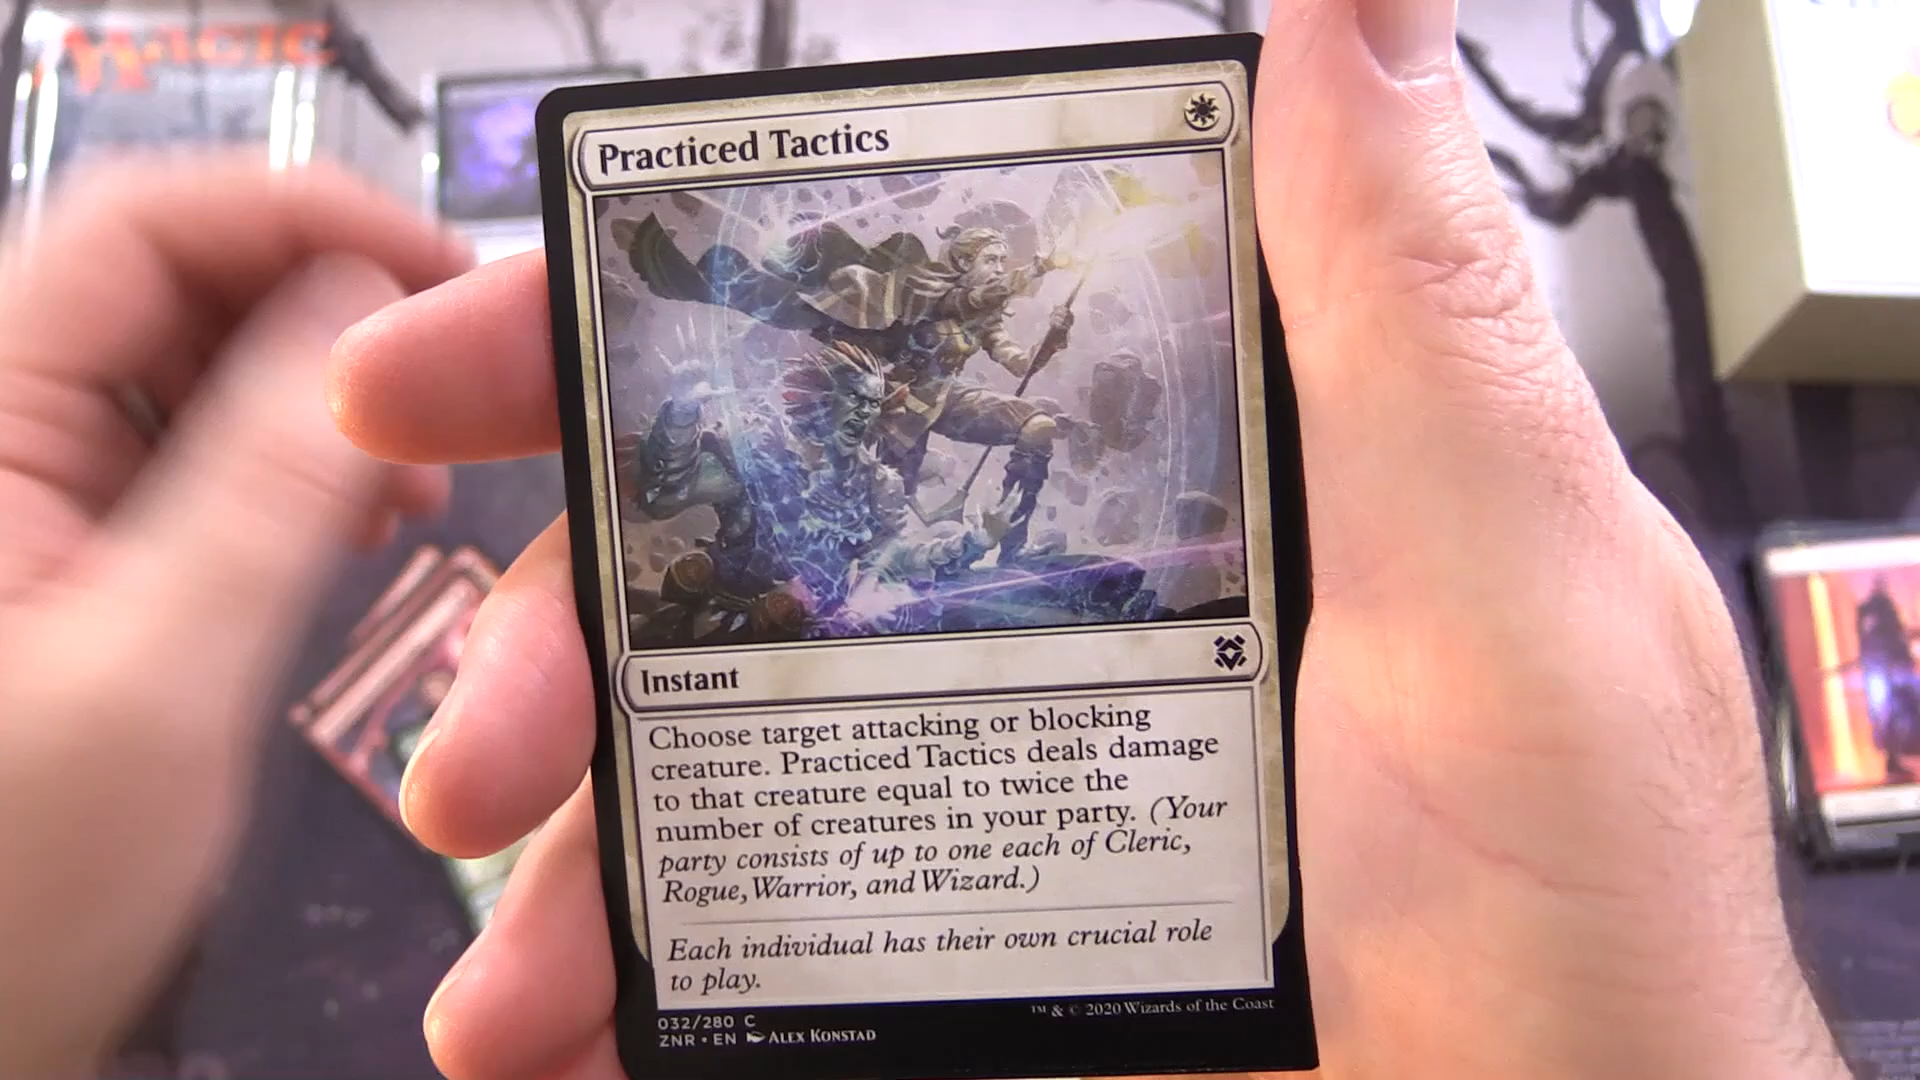 MAGIC
Practiced Tactics
Instant
Choose target attacking or blocking
creature. Practiced Tactics deals damage
to that creature equal to twice the
number of creatures in your party. (Your
party consists of up to one each of Cleric,
Rogue, Warrior, and Wizard.)
Each individual has their own crucial role
to play.
032/280 C
ZNR • EN ALEX KONSTAD
™ & © 2020 Wizards of the Coast